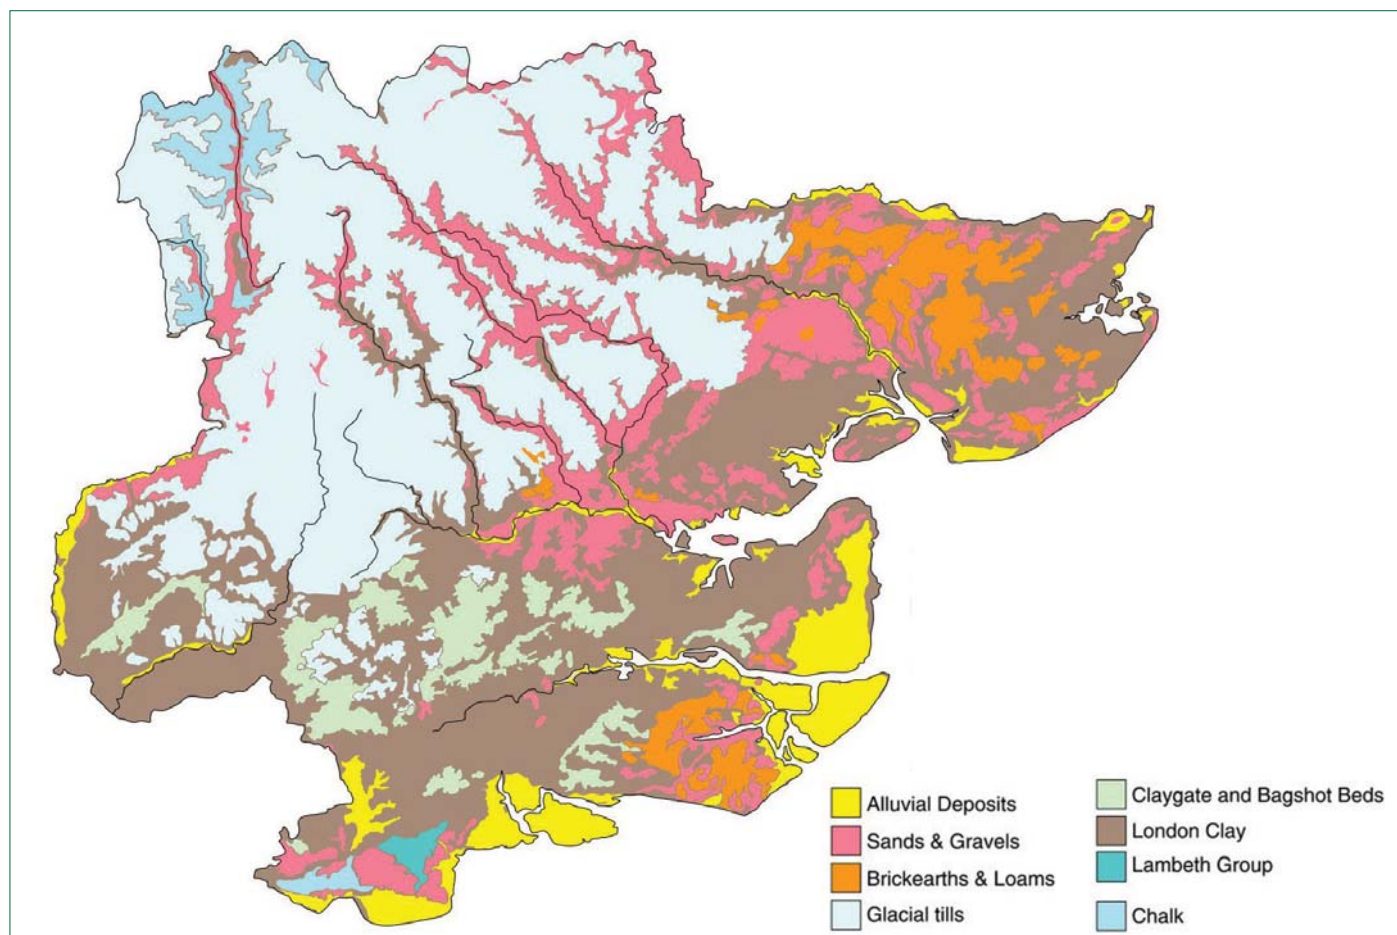 Alluvial Deposits
Sands & Gravels
Brickearths & Loams
Glacial tills
Claygate and Bagshot Beds
London Clay
Lambeth Group
Chalk